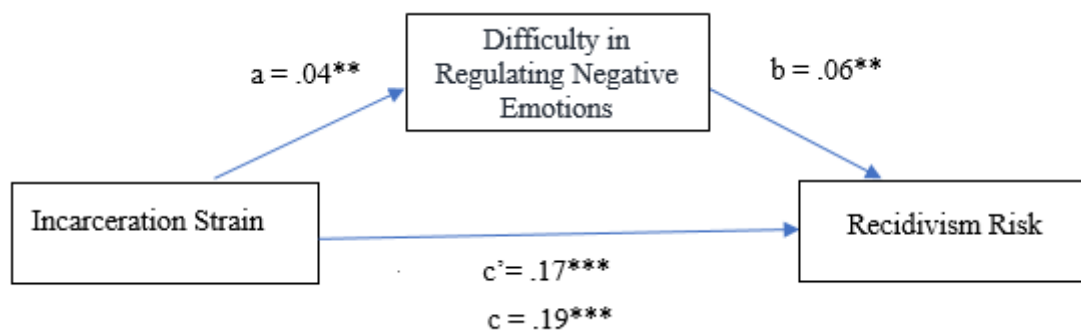 Difficulty in
Regulating Negative
Emotions
a = .04**
b = .06**
Incarceration Strain
Recidivism Risk
c’= .17***
c = .19***